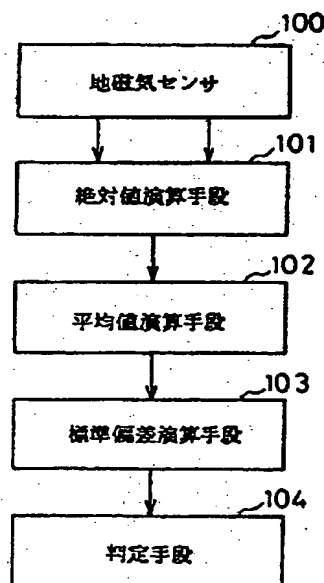 100
地磁気センサ
101
絶対値演算手段
102
平均値演算手段
103
標準偏差演算手段
104
判定手段